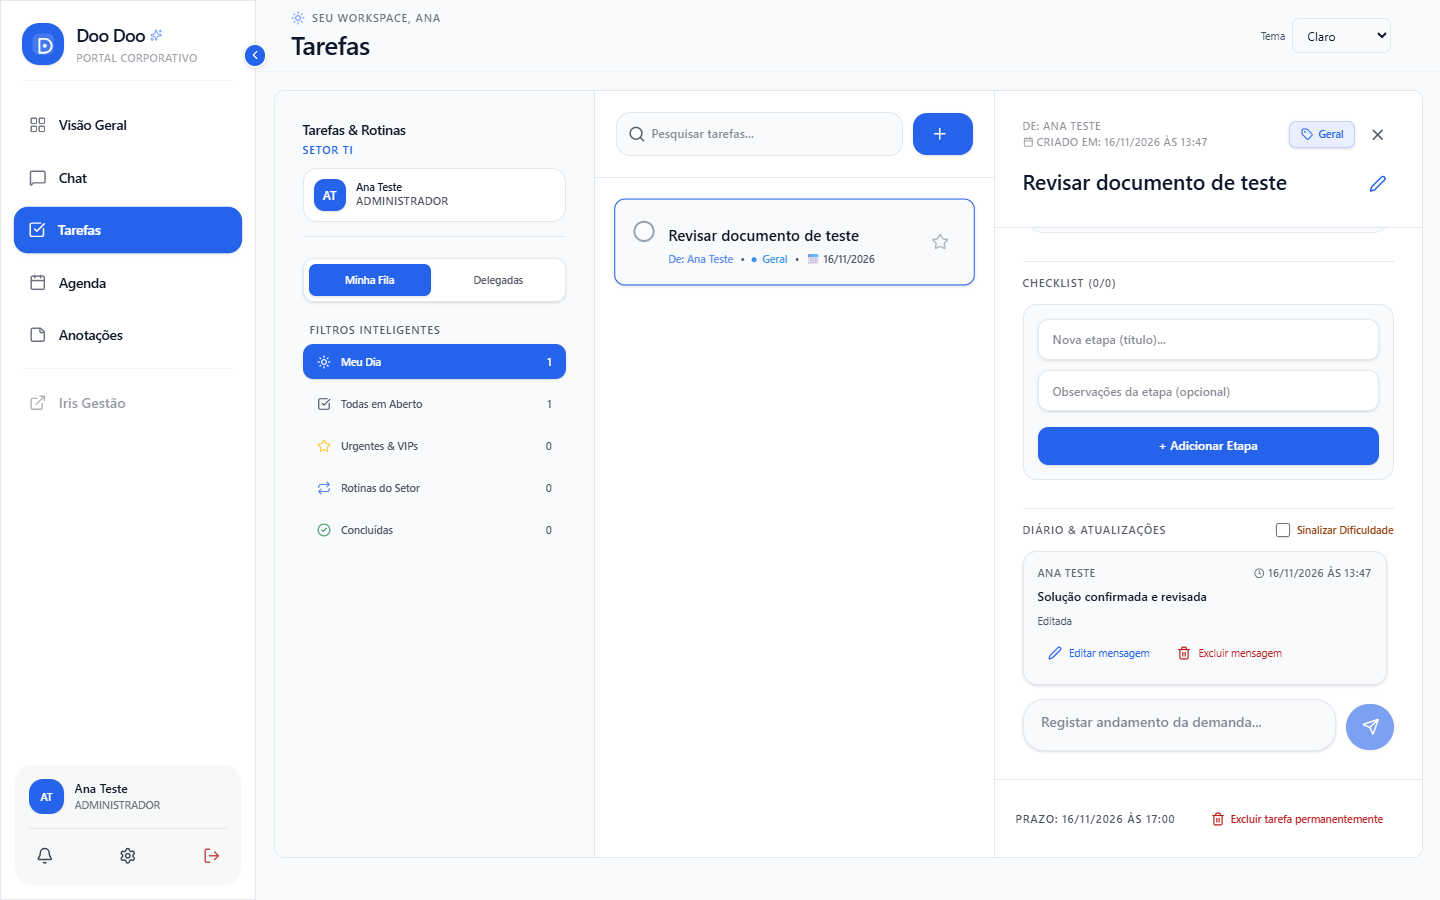 Doo Doo
PORTAL CORPORATIVO
Visão Geral
Chat
Tarefas
Agenda
Anotações
Iris Gestão
AT
Ana Teste
ADMINISTRADOR
SEU WORKSPACE, ANA
Tarefas
Tema
Claro
Tarefas & Rotinas
SETOR TI
AT
Ana Teste
ADMINISTRADOR
Minha Fila
Delegadas
FILTROS INTELIGENTES
Meu Dia 1
Todas em Aberto 1
Urgentes & VIPs 0
Rotinas do Setor 0
Concluídas 0
Pesquisar tarefas...
+
Revisar documento de teste
De: Ana Teste • Geral • 16/11/2026
DE: ANA TESTE
CRIADO EM: 16/11/2026 ÀS 13:47
Geral
Revisar documento de teste
CHECKLIST (0/0)
Nova etapa (título)...
Observações da etapa (opcional)
+ Adicionar Etapa
DIÁRIO & ATUALIZAÇÕES
Sinalizar Dificuldade
ANA TESTE
16/11/2026 ÀS 13:47
Solução confirmada e revisada
Editada
Editar mensagem
Excluir mensagem
Registar andamento da demanda...
PRAZO: 16/11/2026 ÀS 17:00
Excluir tarefa permanentemente